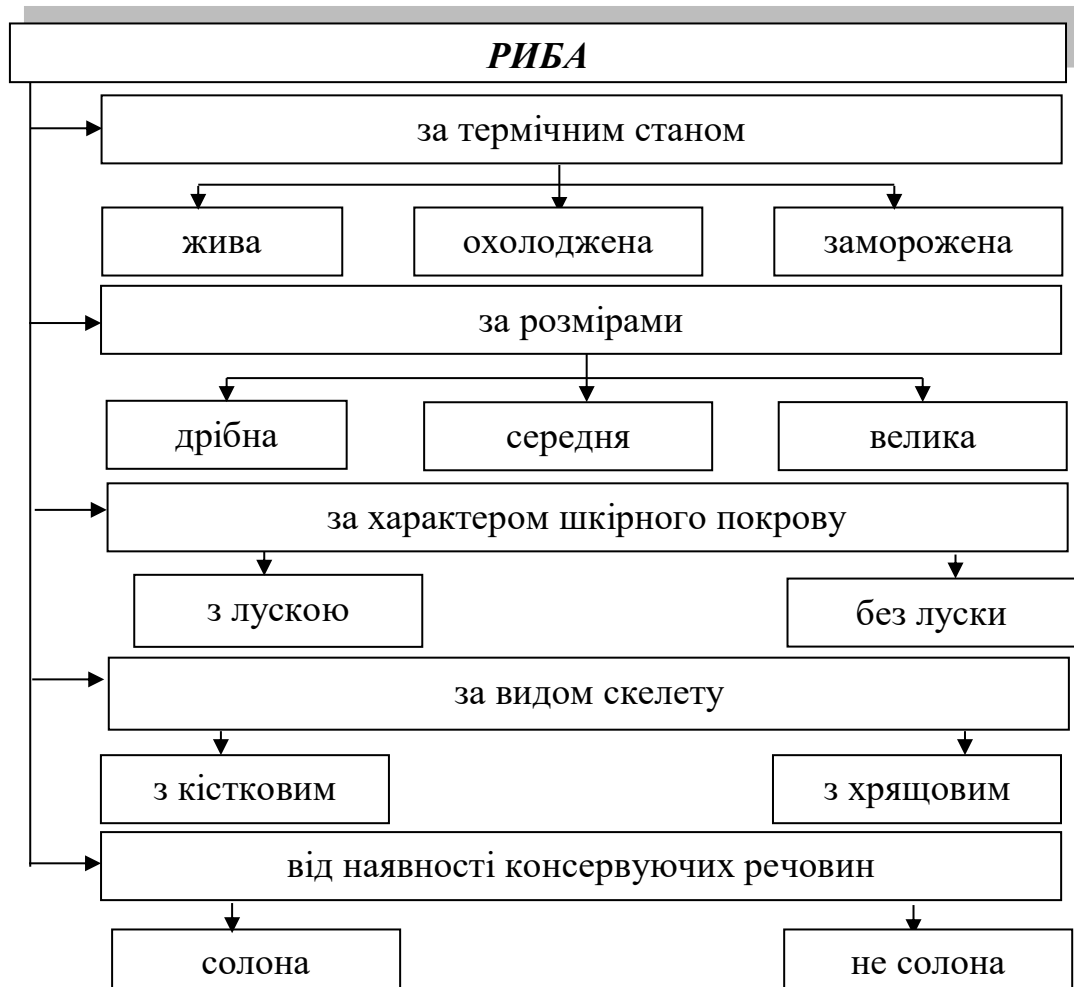 РИБА
за термічним станом
жива
охолоджена
заморожена
за розмірами
дрібна
середня
велика
за характером шкірного покрову
з лускою
без луски
за видом скелету
з кістковим
з хрящовим
від наявності консервуючих речовин
солона
не солона